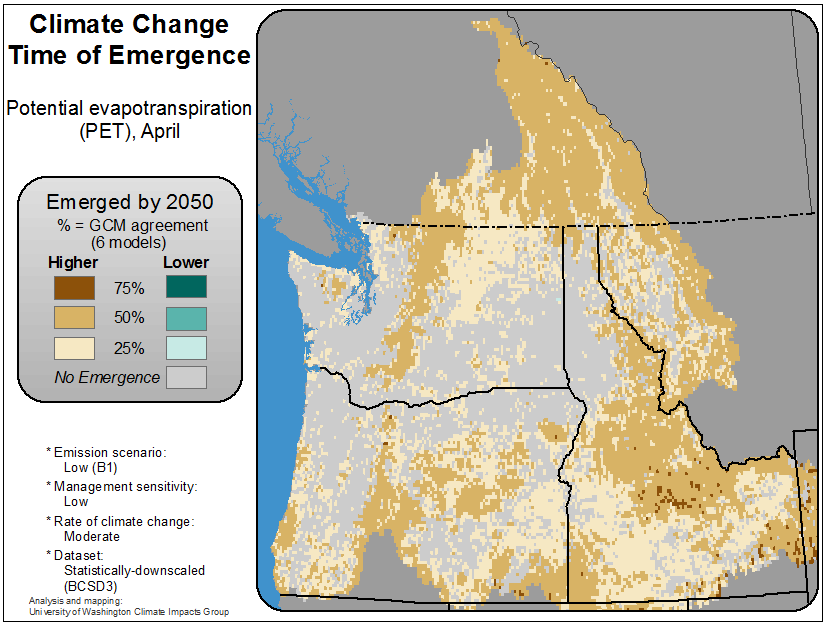 Climate Change
Time of Emergence
Potential evapotranspiration
(PET), April
Emerged by 2050
% = GCM agreement
(6 models)
Higher Lower
75%
50%
25%
No Emergence
* Emission scenario:
Low (B1)
* Management sensitivity:
Low
* Rate of climate change:
Moderate
* Dataset:
Statistically-downscaled
(BCSD3)
Analysis and mapping:
University of Washington Climate Impacts Group